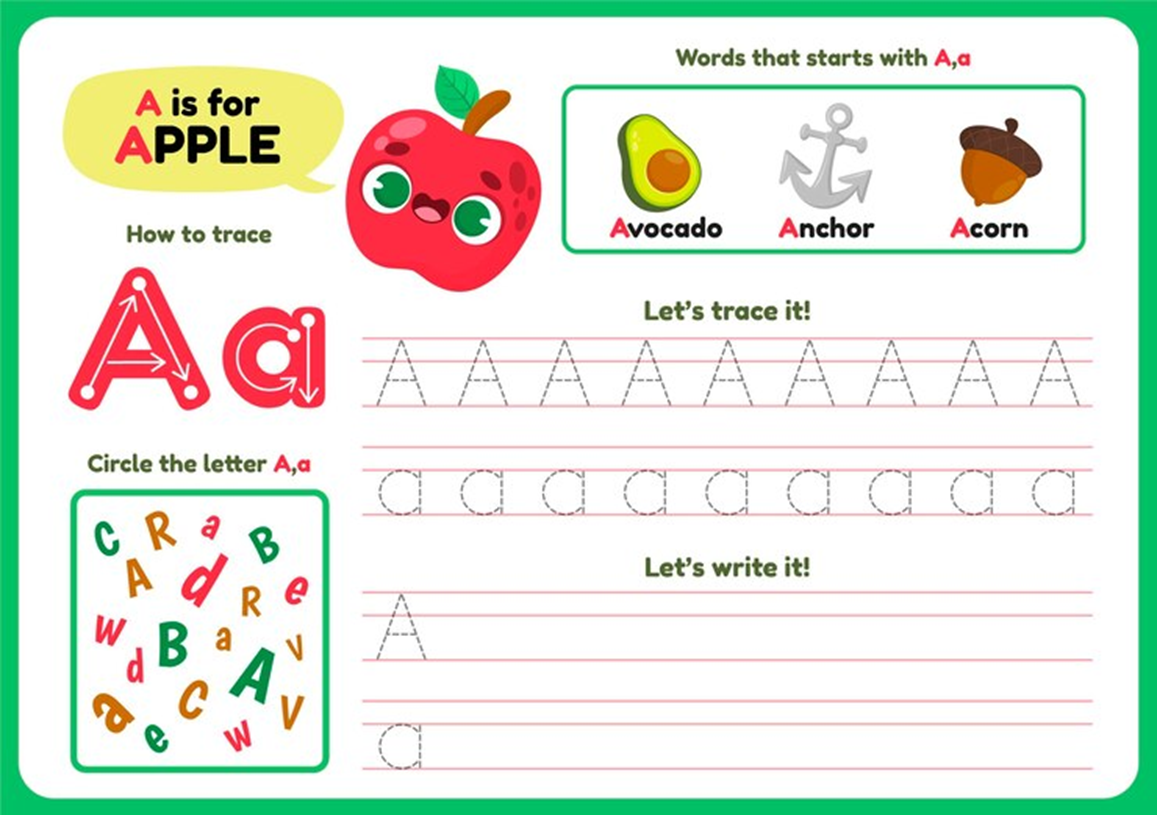 A is for
APPLE
Words that starts with A,a
Avocado Anchor Acorn
How to trace
A a
Let's trace it!
A A A A A A A A A
a a a a a a a a a
Circle the letter A,a
C R a B
A d R e
w B a v
d A
a c V
e w
Let's write it!
A
a